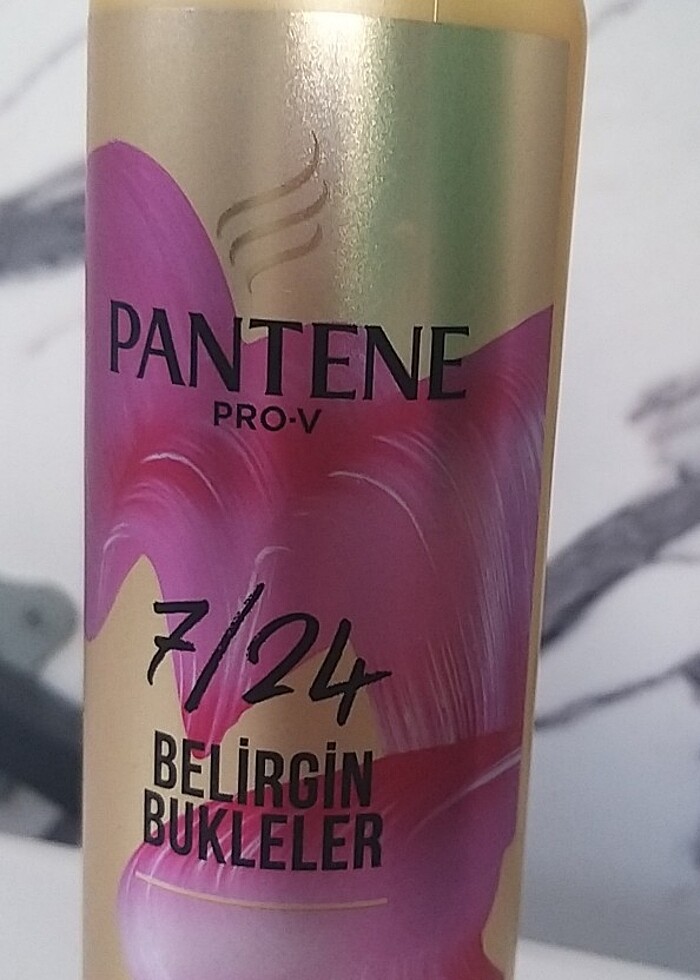 PANTENE
PRO-V
7/24
BELİRGİN
BUKLELER